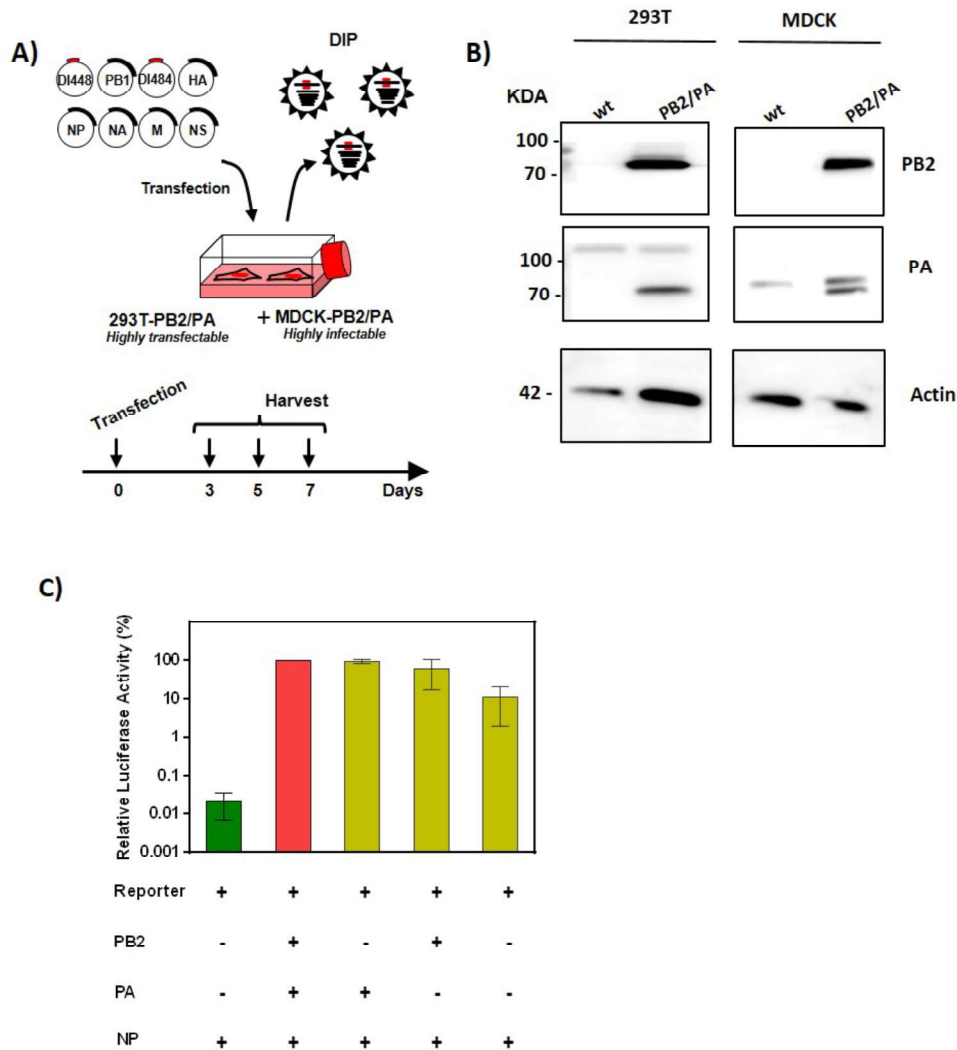 A)
DIP
DI448 PB1 DI484 HA
NP NA M NS
Transfection
293T-PB2/PA + MDCK-PB2/PA
Highly transfectable Highly infectable
Transfection Harvest
0 3 5 7 Days
B)
293T MDCK
KDA wt PB2/PA wt PB2/PA
100 -
70 -
PB2
100 -
70 -
PA
42 -
Actin
C)
Relative Luciferase Activity (%)
100
10
1
0.1
0.01
0.001
Reporter + + + + +
PB2 - + - + -
PA - + + - -
NP + + + + +